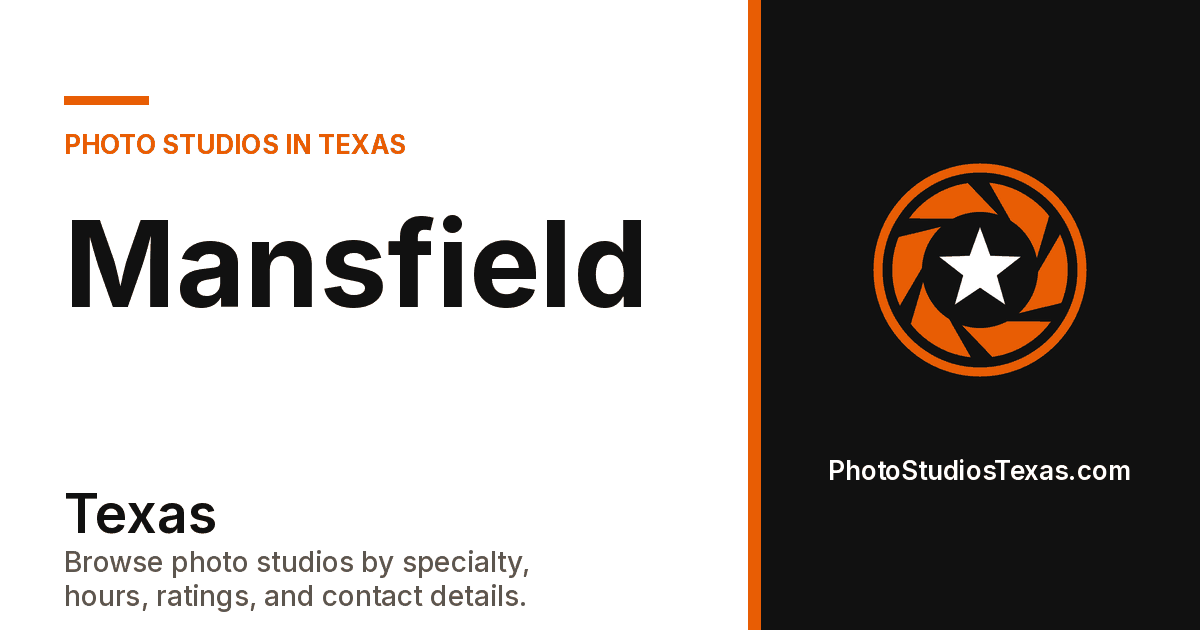 PHOTO STUDIOS IN TEXAS
Mansfield
Texas
Browse photo studios by specialty,
hours, ratings, and contact details.
PhotoStudiosTexas.com